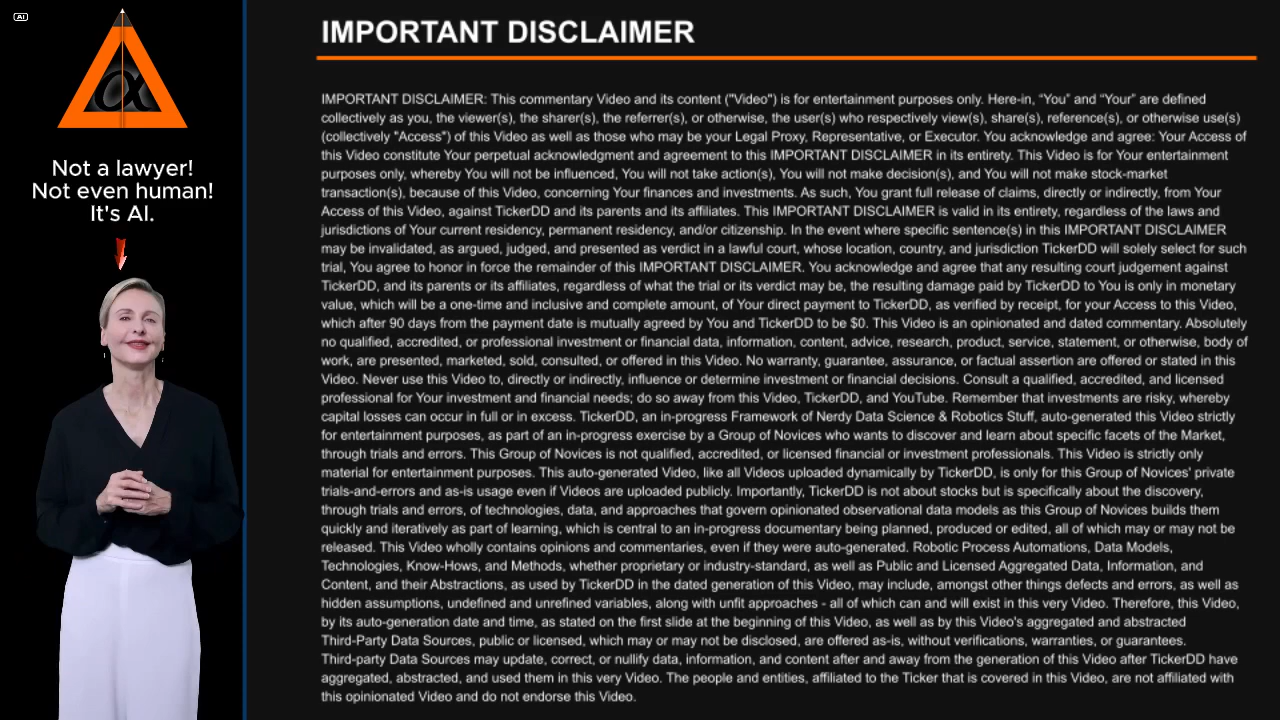 AI
α
Not a lawyer!
Not even human!
It's AI.
IMPORTANT DISCLAIMER
IMPORTANT DISCLAIMER: This commentary Video and its content ("Video") is for entertainment purposes only. Here-in, “You” and “Your” are defined
collectively as you, the viewer(s), the sharer(s), the referrer(s), or otherwise, the user(s) who respectively view(s), share(s), reference(s), or otherwise use(s)
(collectively "Access") of this Video as well as those who may be your Legal Proxy, Representative, or Executor. You acknowledge and agree: Your Access of
this Video constitute Your perpetual acknowledgment and agreement to this IMPORTANT DISCLAIMER in its entirety. This Video is for Your entertainment
purposes only, whereby You will not be influenced, You will not take action(s), You will not make decision(s), and You will not make stock-market
transaction(s), because of this Video, concerning Your finances and investments. As such, You grant full release of claims, directly or indirectly, from Your
Access of this Video, against TickerDD and its parents and its affiliates. This IMPORTANT DISCLAIMER is valid in its entirety, regardless of the laws and
jurisdictions of Your current residency, permanent residency, and/or citizenship. In the event where specific sentence(s) in this IMPORTANT DISCLAIMER
may be invalidated, as argued, judged, and presented as verdict in a lawful court, whose location, country, and jurisdiction TickerDD will solely select for such
trial, You agree to honor in force the remainder of this IMPORTANT DISCLAIMER. You acknowledge and agree that any resulting court judgement against
TickerDD, and its parents or its affiliates, regardless of what the trial or its verdict may be, the resulting damage paid by TickerDD to You is only in monetary
value, which will be a one-time and inclusive and complete amount, of Your direct payment to TickerDD, as verified by receipt, for your Access to this Video,
which after 90 days from the payment date is mutually agreed by You and TickerDD to be $0. This Video is an opinionated and dated commentary. Absolutely
no qualified, accredited, or professional investment or financial data, information, content, advice, research, product, service, statement, or otherwise, body of
work, are presented, marketed, sold, consulted, or offered in this Video. No warranty, guarantee, assurance, or factual assertion are offered or stated in this
Video. Never use this Video to, directly or indirectly, influence or determine investment or financial decisions. Consult a qualified, accredited, and licensed
professional for Your investment and financial needs; do so away from this Video, TickerDD, and YouTube. Remember that investments are risky, whereby
capital losses can occur in full or in excess. TickerDD, an in-progress Framework of Nerdy Data Science & Robotics Stuff, auto-generated this Video strictly
for entertainment purposes, as part of an in-progress exercise by a Group of Novices who wants to discover and learn about specific facets of the Market,
through trials and errors. This Group of Novices is not qualified, accredited, or licensed financial or investment professionals. This Video is strictly only
material for entertainment purposes. This auto-generated Video, like all Videos uploaded dynamically by TickerDD, is only for this Group of Novices' private
trials-and-errors and as-is usage even if Videos are uploaded publicly. Importantly, TickerDD is not about stocks but is specifically about the discovery,
through trials and errors, of technologies, data, and approaches that govern opinionated observational data models as this Group of Novices builds them
quickly and iteratively as part of learning, which is central to an in-progress documentary being planned, produced or edited, all of which may or may not be
released. This Video wholly contains opinions and commentaries, even if they were auto-generated. Robotic Process Automations, Data Models,
Technologies, Know-Hows, and Methods, whether proprietary or industry-standard, as well as Public and Licensed Aggregated Data, Information, and
Content, and their Abstractions, as used by TickerDD in the dated generation of this Video, may include, amongst other things defects and errors, as well as
hidden assumptions, undefined and unrefined variables, along with unfit approaches - all of which can and will exist in this very Video. Therefore, this Video,
by its auto-generation date and time, as stated on the first slide at the beginning of this Video, as well as by this Video's aggregated and abstracted
Third-Party Data Sources, public or licensed, which may or may not be disclosed, are offered as-is, without verifications, warranties, or guarantees.
Third-party Data Sources may update, correct, or nullify data, information, and content after and away from the generation of this Video after TickerDD have
aggregated, abstracted, and used them in this very Video. The people and entities, affiliated to the Ticker that is covered in this Video, are not affiliated with
this opinionated Video and do not endorse this Video.